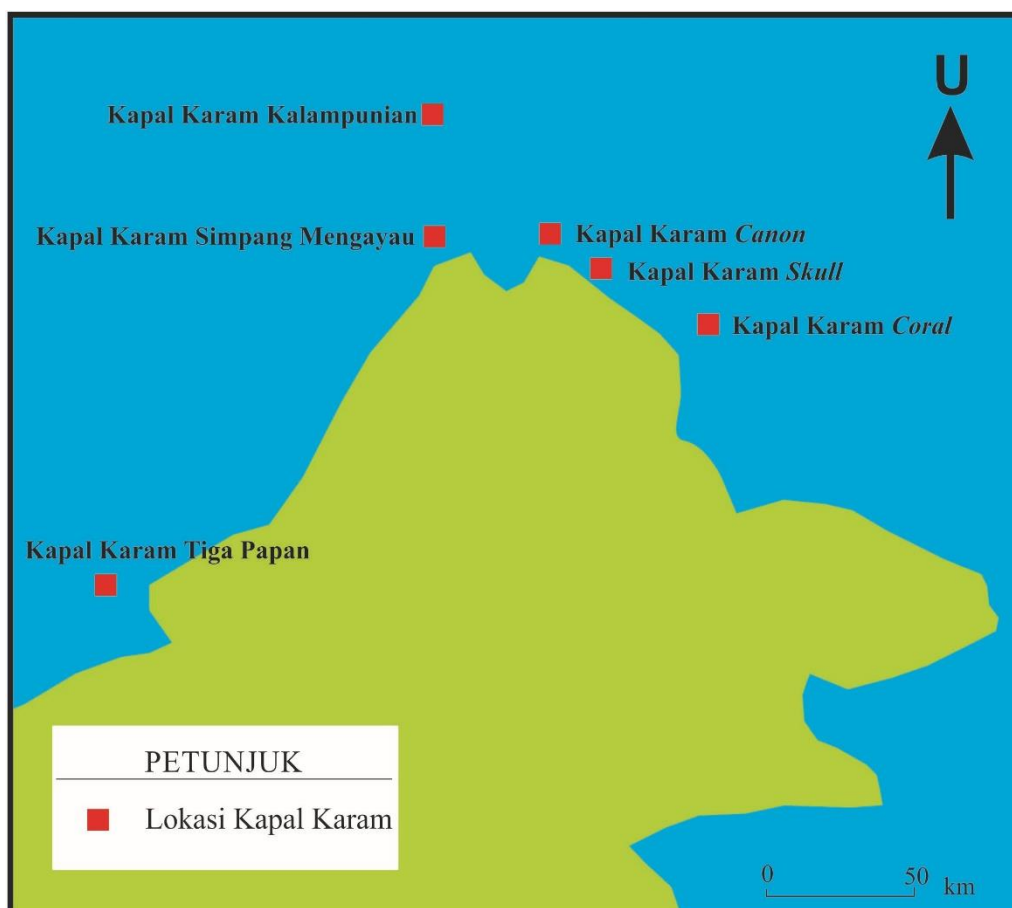 U
Kapal Karam Kalampunian
Kapal Karam Simpang Mengayau
Kapal Karam Canon
Kapal Karam Skull
Kapal Karam Coral
Kapal Karam Tiga Papan
PETUNJUK
Lokasi Kapal Karam
0 50 km